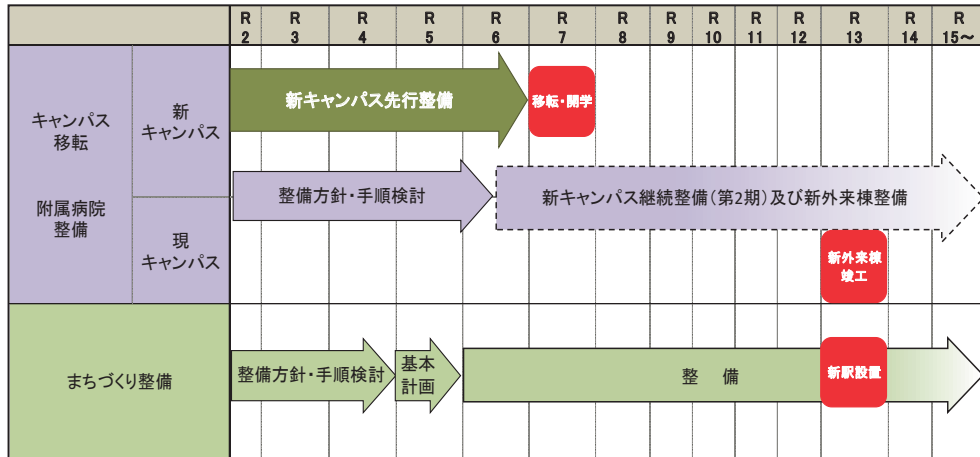 R R R R R R R R R R R R R R
2 3 4 5 6 7 8 9 10 11 12 13 14 15～
キャンパス
移転
附属病院
整備
新
キャンパス
新キャンパス先行整備
移転・開学
整備方針・手順検討
新キャンパス継続整備(第2期)及び新外来棟整備
現
キャンパス
新外来棟
竣工
まちづくり整備
整備方針・手順検討
基本
計画
整 備
新駅設置